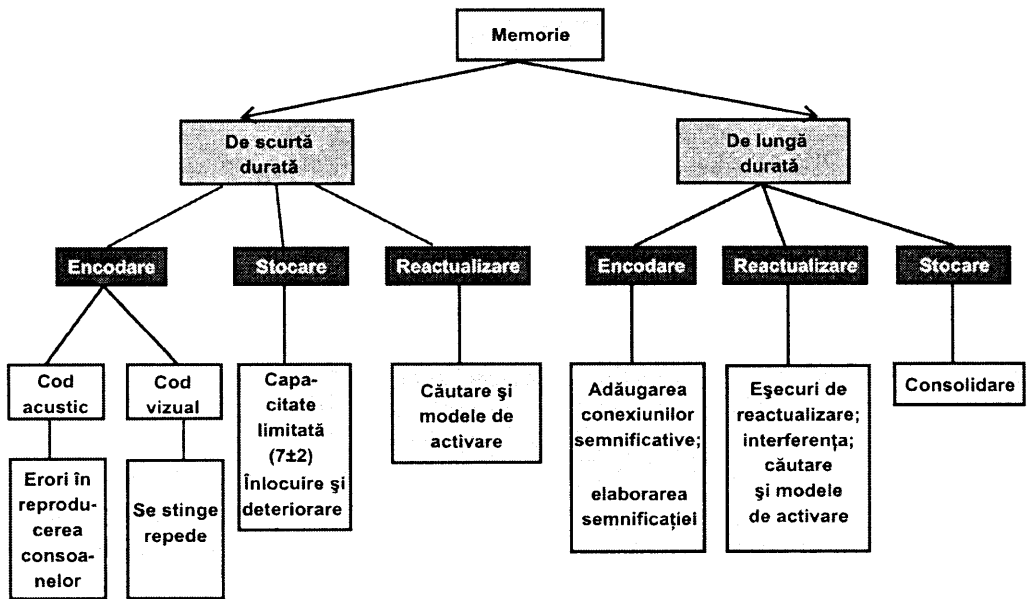 Memorie
De scurtă
durată
De lungă
durată
Encodare
Stocare
Reactualizare
Encodare
Reactualizare
Stocare
Cod
acustic
Cod
vizual
Capa-
citate
limitată
(7±2)
Înlocuire şi
deteriorare
Căutare şi
modele de
activare
Adăugarea
conexiunilor
semnificative;
elaborarea
semnificaţiei
Eşecuri de
reactualizare;
interferenţa;
căutare
şi modele
de activare
Consolidare
Erori în
reprodu-
cerea
consoa-
nelor
Se stinge
repede